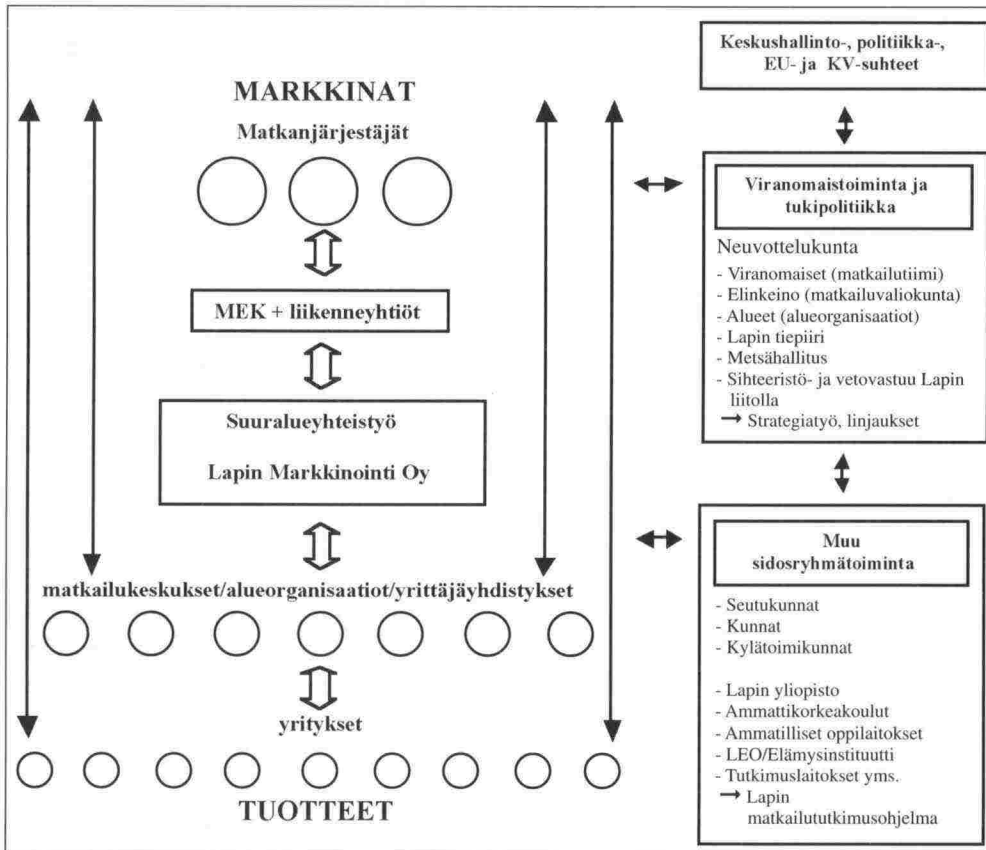 MARKKINAT
Matkanjärjestäjät
MEK + liikenneyhtiöt
Suuralueyhteistyö
Lapin Markkinointi Oy
matkailukeskukset/alueorganisaatiot/yrittäjäyhdistykset
yritykset
TUOTTEET
Keskushallinto-, politiikka-,
EU- ja KV-suhteet
Viranomaistoiminta ja
tukipolitiikka
Neuvottelukunta
- Viranomaiset (matkailutiimi)
- Elinkeino (matkailuvaliokunta)
- Alueet (alueorganisaatiot)
- Lapin tiepiiri
- Metsähallitus
- Sihteeristö- ja vetovastuu Lapin
liitolla
→ Strategiatyö, linjaukset
Muu
sidosryhmätoiminta
- Seutukunnat
- Kunnat
- Kylätoimikunnat
- Lapin yliopisto
- Ammattikorkeakoulut
- Ammatilliset oppilaitokset
- LEO/Elämysinstituutti
- Tutkimuslaitokset yms.
→ Lapin
matkailututkimusohjelma